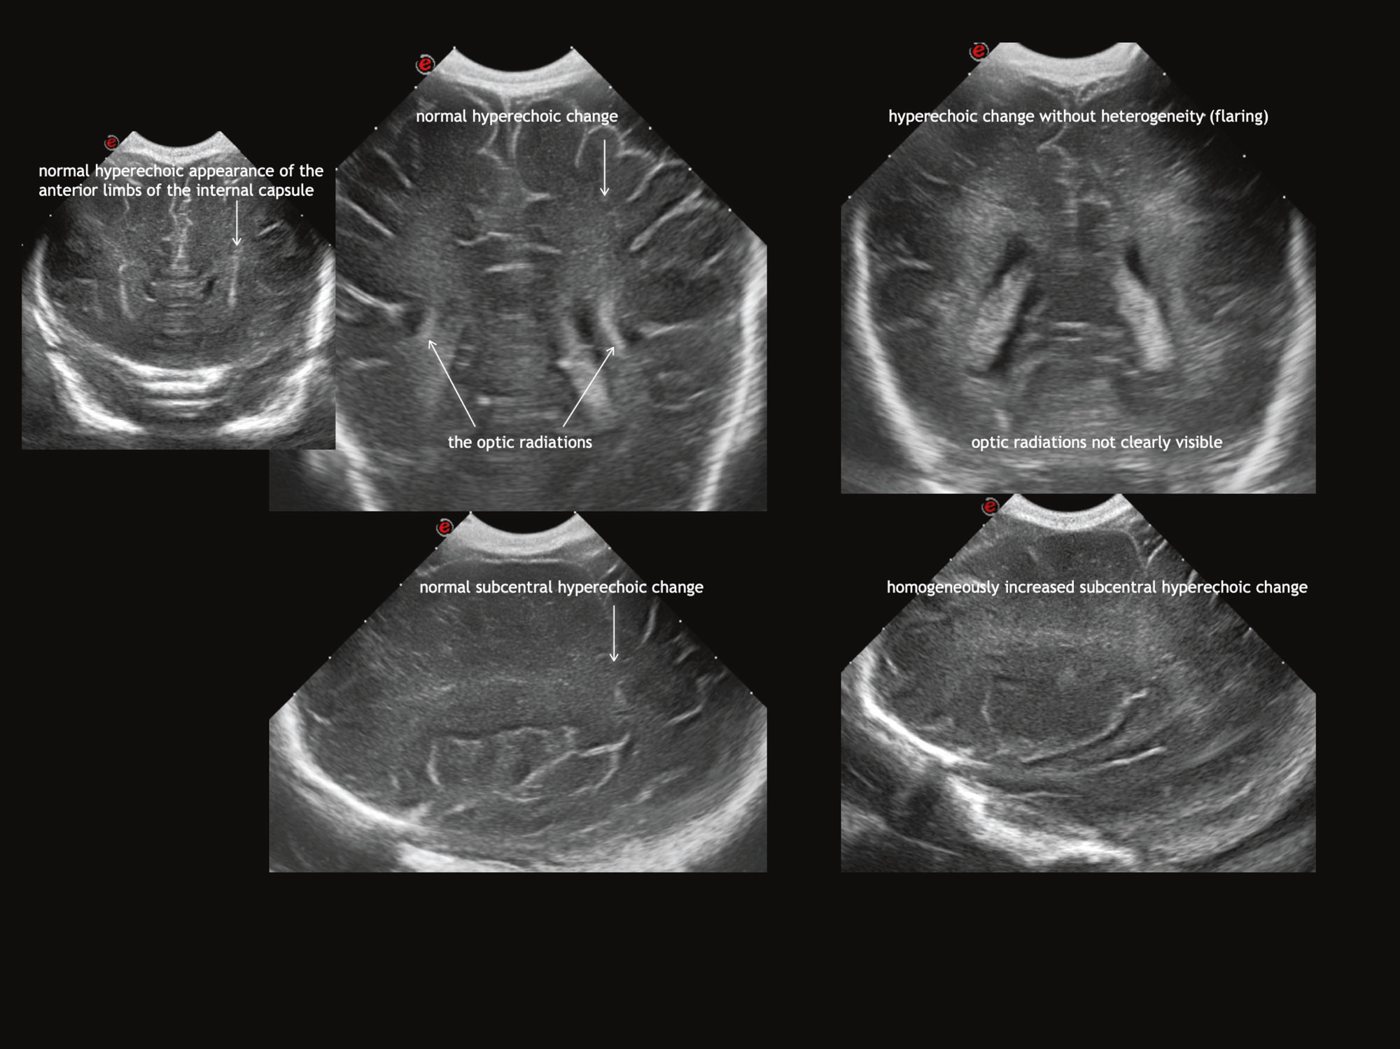 normal hyperechoic appearance of the
anterior limbs of the internal capsule
normal hyperechoic change
the optic radiations
hyperechoic change without heterogeneity (flaring)
optic radiations not clearly visible
normal subcentral hyperechoic change
homogeneously increased subcentral hyperechoic change
e
e
e
e
e